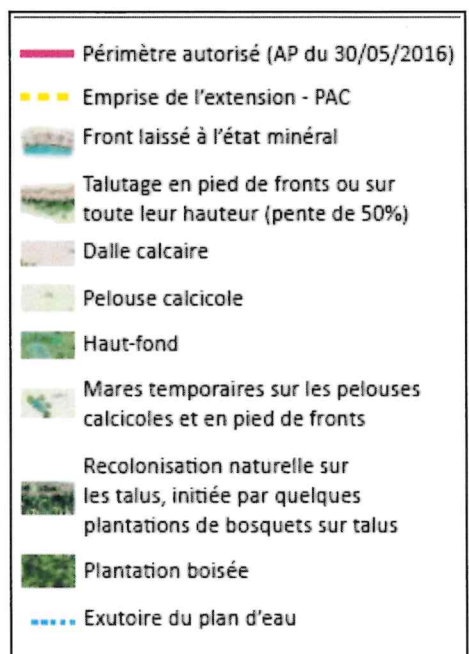 Périmètre autorisé (AP du 30/05/2016)
Emprise de l'extension - PAC
Front laissé à l'état minéral
Talutage en pied de fronts ou sur
toute leur hauteur (pente de 50%)
Dalle calcaire
Pelouse calcicole
Haut-fond
Mares temporaires sur les pelouses
calcicoles et en pied de fronts
Recolonisation naturelle sur
les talus, initiée par quelques
plantations de bosquets sur talus
Plantation boisée
Exutoire du plan d'eau